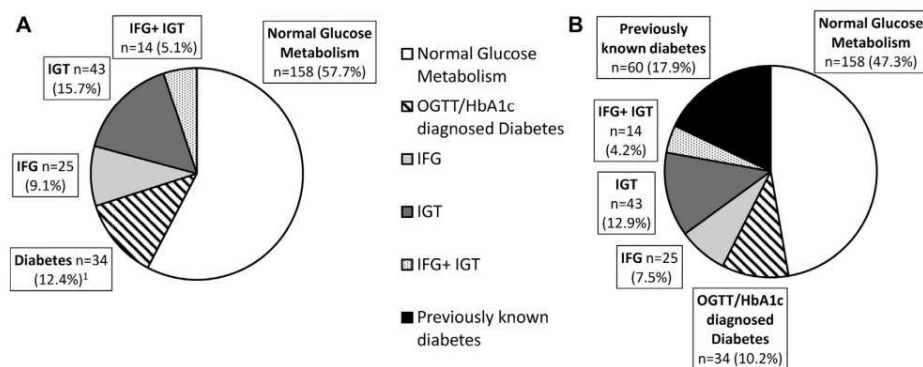 A
IFG+ IGT
n=14 (5.1%)
Normal Glucose
Metabolism
n=158 (57.7%)
IGT n=43
(15.7%)
IFG n=25
(9.1%)
Diabetes n=34
(12.4%)1
Normal Glucose
Metabolism
OGTT/HbA1c
diagnosed Diabetes
IFG
IGT
IFG+ IGT
Previously known
diabetes
B
Previously
known diabetes
n=60 (17.9%)
Normal Glucose
Metabolism
n=158 (47.3%)
IFG+ IGT
n=14
(4.2%)
IGT
n=43
(12.9%)
IFG n=25
(7.5%)
OGTT/HbA1c
diagnosed
Diabetes
n=34 (10.2%)